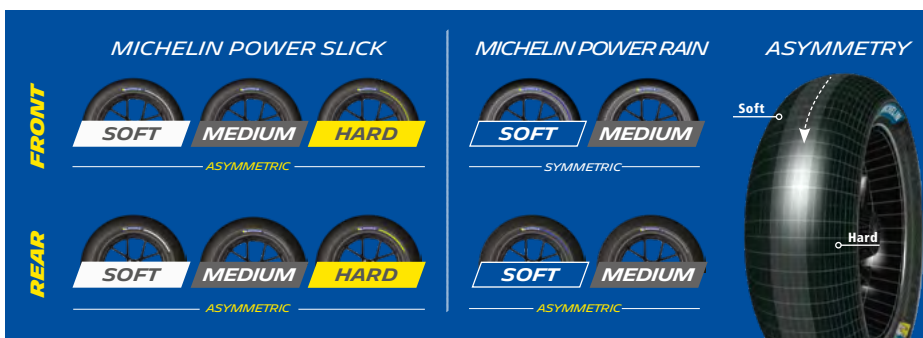 MICHELIN POWER SLICK
MICHELIN POWER RAIN
ASYMMETRY
FRONT
SOFT
MEDIUM
HARD
ASYMMETRIC
SOFT
MEDIUM
SYMMETRIC
REAR
SOFT
MEDIUM
HARD
ASYMMETRIC
SOFT
MEDIUM
ASYMMETRIC
Soft
Hard